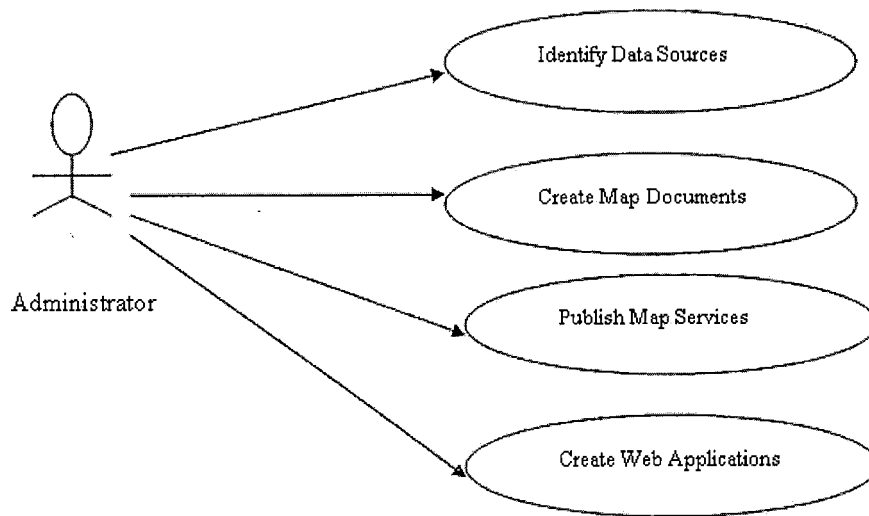 Identify Data Sources
Create Map Documents
Administrator
Publish Map Services
Create Web Applications